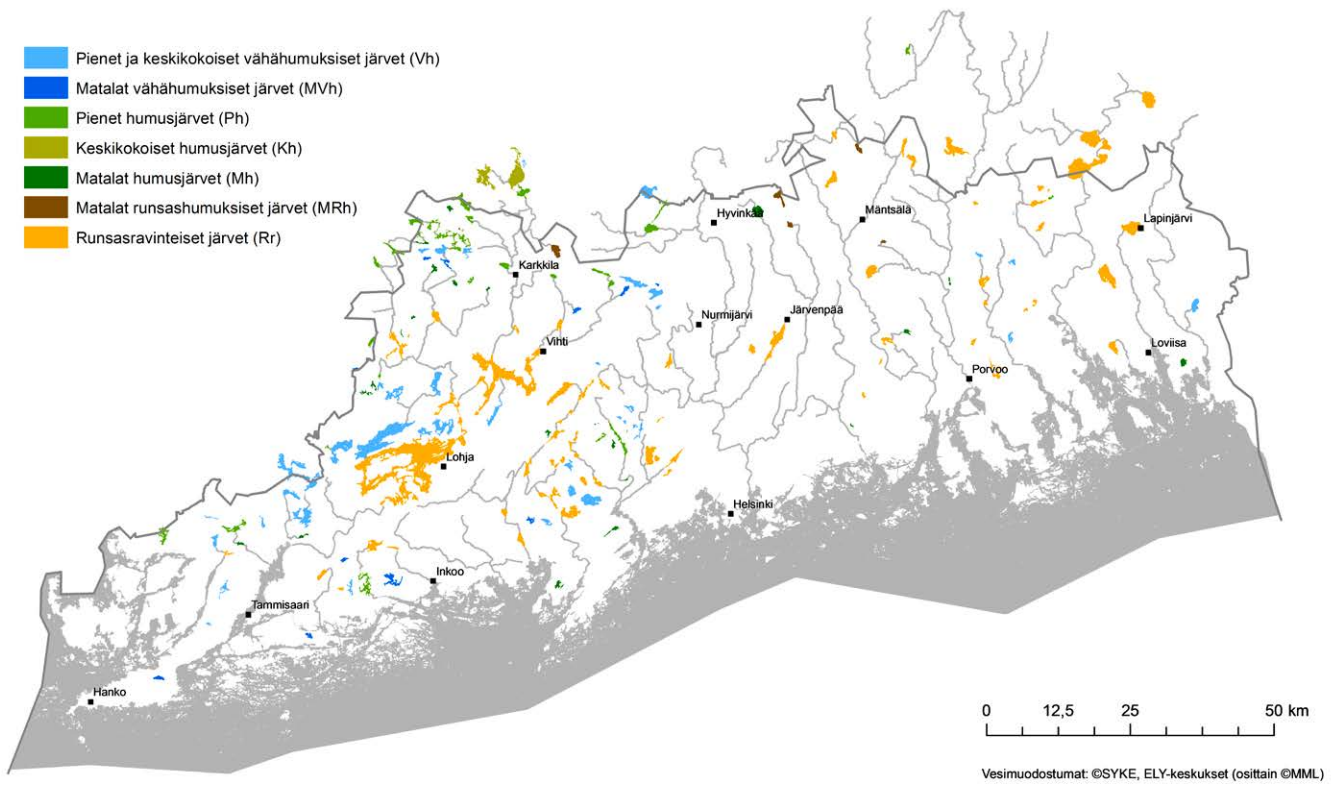 Pienet ja keskikokoiset vähähumuksiset järvet (Vh)
Matalat vähähumuksiset järvet (MVh)
Pienet humusjärvet (Ph)
Keskikokoiset humusjärvet (Kh)
Matalat humusjärvet (Mh)
Matalat runsashumuksiset järvet (MRh)
Runsasravinteiset järvet (Rr)
Hyvinkää
Mäntsälä
Lapinjärvi
Karkkila
Nurmijärvi
Järvenpää
Vihti
Loviisa
Porvoo
Lohja
Helsinki
Inkoo
Tammisaari
Hanko
0 12,5 25 50 km
Vesimuodostumat: ©SYKE, ELY-keskukset (osittain ©MML)